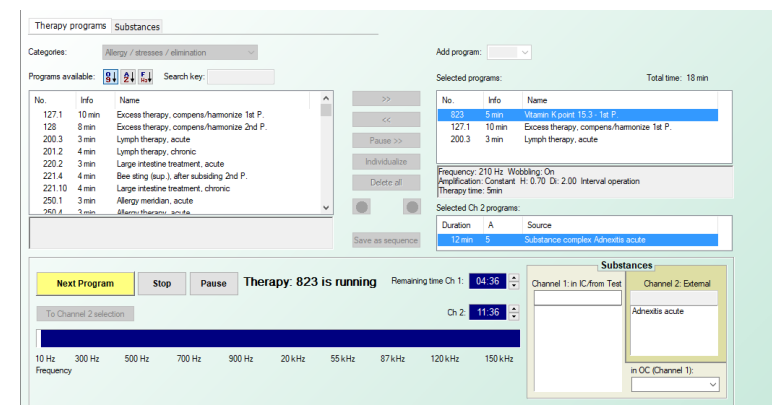 Therapy programs Substances
Categories: Allergy / stresses / elimination
Add program:
Programs available: Search key:
Selected programs: Total time: 18 min
No. Info Name
127.1 10 min Excess therapy, compens/harmonize 1st P.
128 8 min Excess therapy, compens/harmonize 2nd P.
200.3 3 min Lymph therapy, acute
201.2 4 min Lymph therapy, chronic
220.2 3 min Large intestine treatment, acute
221.4 4 min Bee sting (sup.), after subsiding 2nd P.
221.10 4 min Large intestine treatment, chronic
250.1 3 min Allergy meridian, acute
250.4 3 min Allergy therapy, acute
>>
<<
Pause >>
Individualize
Delete all
Save as sequence
No. Info Name
823 5 min Vitamin K point 15.3 - 1st P.
127.1 10 min Excess therapy, compens/harmonize 1st P.
200.3 3 min Lymph therapy, acute
Frequency: 210 Hz Wobbling: On
Amplification: Constant H: 0.70 Di: 2.00 Interval operation
Therapy time: 5min
Selected Ch 2 programs:
Duration A Source
12 min 5 Substance complex Adnexitis acute
Next Program Stop Pause Therapy: 823 is running Remaining time Ch 1: 04:36
To Channel 2 selection Ch 2: 11:36
10 Hz 300 Hz 500 Hz 700 Hz 900 Hz 20 kHz 55 kHz 87 kHz 120 kHz 150 kHz
Frequency
Substances
Channel 1: in IC/from Test Channel 2: External
Adnexitis acute
in OC (Channel 1):